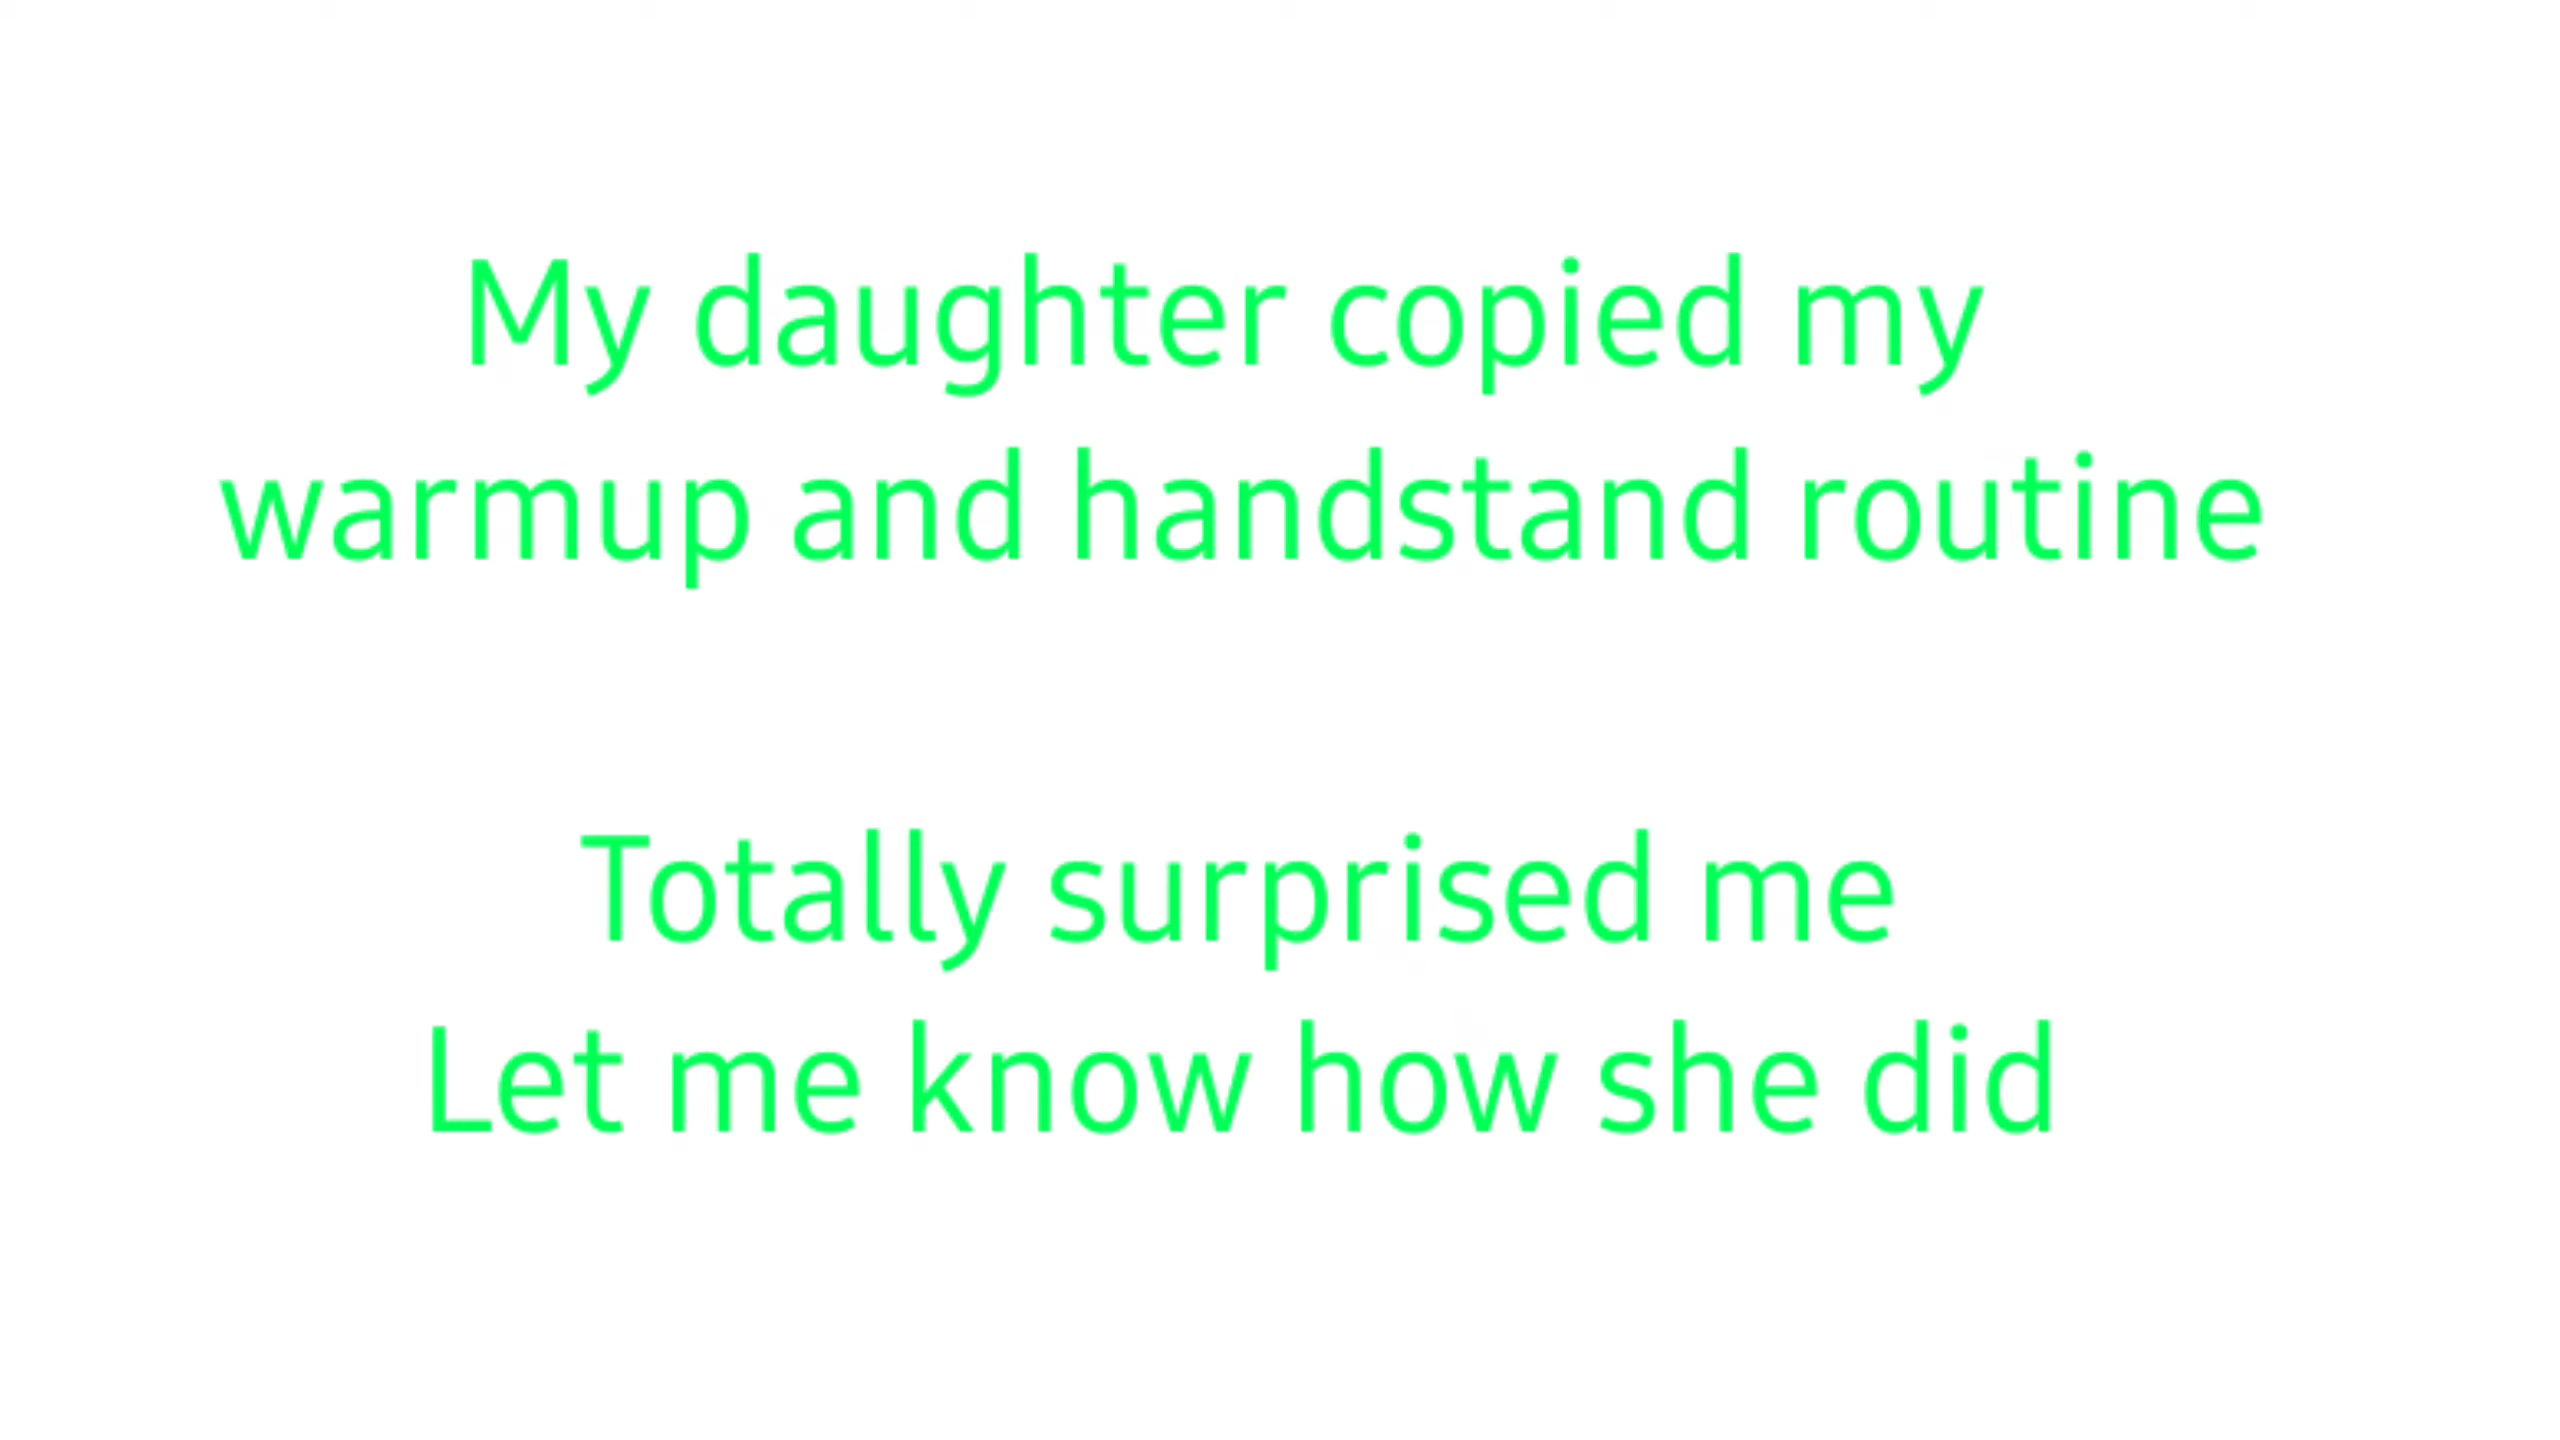 My daughter copied my
warmup and handstand routine
Totally surprised me
Let me know how she did